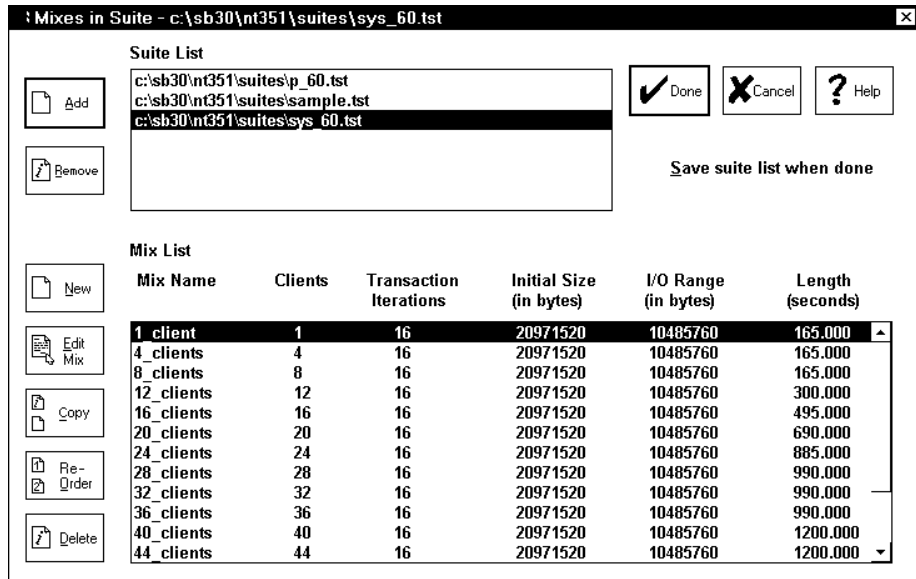 Mixes in Suite - c:\sb30\nt351\suites\sys_60.tst
Suite List
Add
Remove
c:\sb30\nt351\suites\p_60.tst
c:\sb30\nt351\suites\sample.tst
c:\sb30\nt351\suites\sys_60.tst
Done
Cancel
? Help
Save suite list when done
Mix List
New
Edit
Mix
Copy
Re-
Order
Delete
Mix Name Clients Transaction Iterations Initial Size (in bytes) I/O Range (in bytes) Length (seconds)
1_client 1 16 20971520 10485760 165.000
4_clients 4 16 20971520 10485760 165.000
8_clients 8 16 20971520 10485760 165.000
12_clients 12 16 20971520 10485760 300.000
16_clients 16 16 20971520 10485760 495.000
20_clients 20 16 20971520 10485760 690.000
24_clients 24 16 20971520 10485760 885.000
28_clients 28 16 20971520 10485760 990.000
32_clients 32 16 20971520 10485760 990.000
36_clients 36 16 20971520 10485760 990.000
40_clients 40 16 20971520 10485760 1200.000
44_clients 44 16 20971520 10485760 1200.000